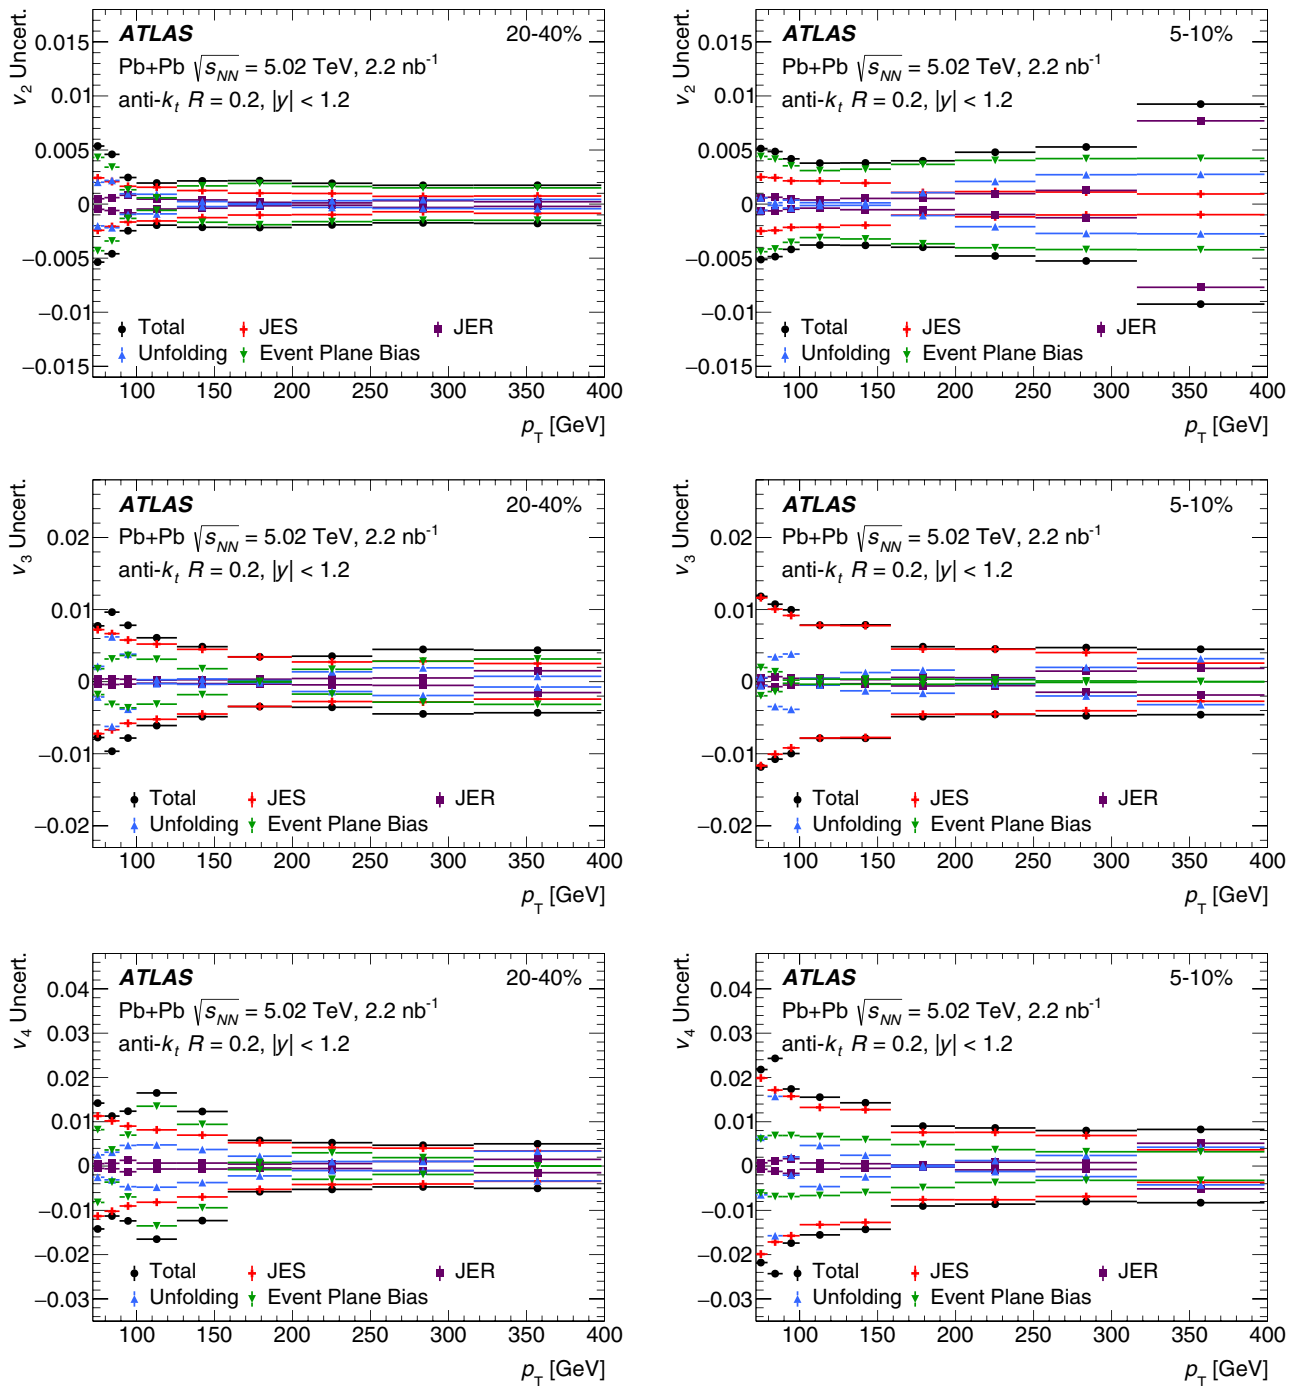 ATLAS 20-40%
Pb+Pb √sNN = 5.02 TeV, 2.2 nb-1
anti-kt R = 0.2, |y| < 1.2
v2 Uncert.
0.015
0.01
0.005
0
−0.005
−0.01
−0.015
Total JES JER
Unfolding Event Plane Bias
100 150 200 250 300 350 400
pT [GeV]
ATLAS 5-10%
Pb+Pb √sNN = 5.02 TeV, 2.2 nb-1
anti-kt R = 0.2, |y| < 1.2
v2 Uncert.
0.015
0.01
0.005
0
−0.005
−0.01
−0.015
Total JES JER
Unfolding Event Plane Bias
100 150 200 250 300 350 400
pT [GeV]
ATLAS 20-40%
Pb+Pb √sNN = 5.02 TeV, 2.2 nb-1
anti-kt R = 0.2, |y| < 1.2
v3 Uncert.
0.02
0.01
0
−0.01
−0.02
Total JES JER
Unfolding Event Plane Bias
100 150 200 250 300 350 400
pT [GeV]
ATLAS 5-10%
Pb+Pb √sNN = 5.02 TeV, 2.2 nb-1
anti-kt R = 0.2, |y| < 1.2
v3 Uncert.
0.02
0.01
0
−0.01
−0.02
Total JES JER
Unfolding Event Plane Bias
100 150 200 250 300 350 400
pT [GeV]
ATLAS 20-40%
Pb+Pb √sNN = 5.02 TeV, 2.2 nb-1
anti-kt R = 0.2, |y| < 1.2
v4 Uncert.
0.04
0.03
0.02
0.01
0
−0.01
−0.02
−0.03
Total JES JER
Unfolding Event Plane Bias
100 150 200 250 300 350 400
pT [GeV]
ATLAS 5-10%
Pb+Pb √sNN = 5.02 TeV, 2.2 nb-1
anti-kt R = 0.2, |y| < 1.2
v4 Uncert.
0.04
0.03
0.02
0.01
0
−0.01
−0.02
−0.03
Total JES JER
Unfolding Event Plane Bias
100 150 200 250 300 350 400
pT [GeV]